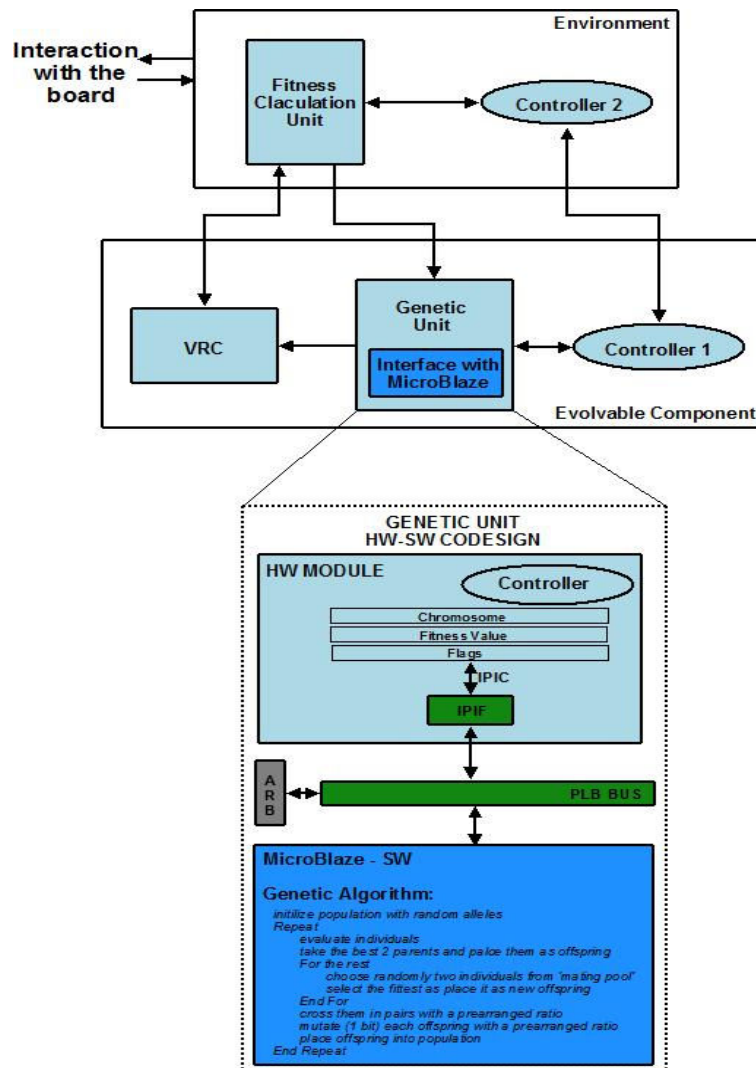 Environment
Interaction
with the
board
Fitness
Claculation
Unit
Controller 2
Genetic
Unit
VRC
Interface with
MicroBlaze
Controller 1
Evolvable Component
GENETIC UNIT
HW-SW CODESIGN
HW MODULE
Controller
Chromosome
Fitness Value
Flags
IPIC
IPIF
A
R
B
PLB BUS
MicroBlaze - SW
Genetic Algorithm:
initilize population with random alleles
Repeat
evaluate individuals
take the best 2 parents and palce them as offspring
For the rest
choose randomly two individuals from 'mating pool'
select the fittest as place it as new offspring
End For
cross them in pairs with a prearranged ratio
mutate (1 bit) each offspring with a prearranged ratio
place offspring into population
End Repeat